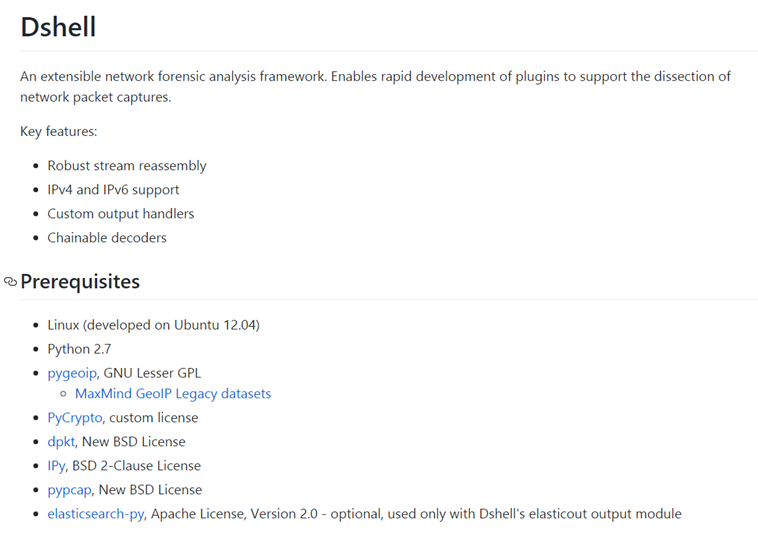 Dshell
An extensible network forensic analysis framework. Enables rapid development of plugins to support the dissection of
network packet captures.
Key features:
Robust stream reassembly
IPv4 and IPv6 support
Custom output handlers
Chainable decoders
Prerequisites
Linux (developed on Ubuntu 12.04)
Python 2.7
pygeoip, GNU Lesser GPL
MaxMind GeoIP Legacy datasets
PyCrypto, custom license
dpkt, New BSD License
IPy, BSD 2-Clause License
pypcap, New BSD License
elasticsearch-py, Apache License, Version 2.0 - optional, used only with Dshell's elasticout output module